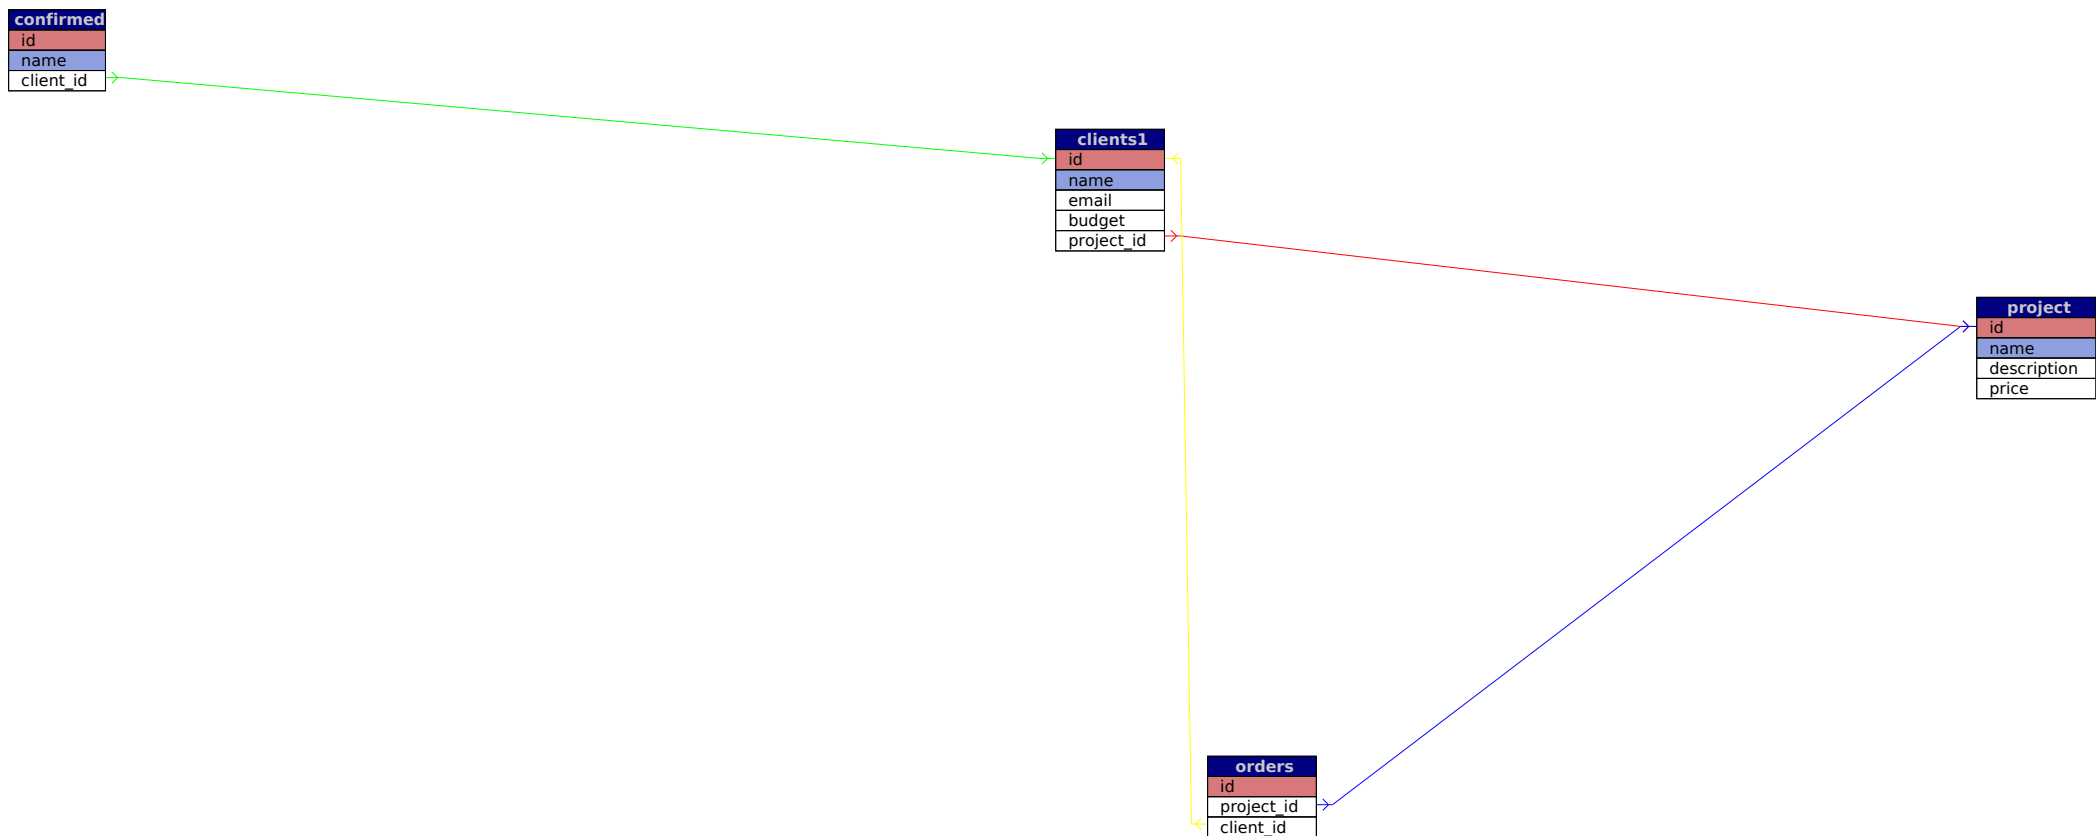 confirmed
id
name
client_id
clients1
id
name
email
budget
project_id
project
id
name
description
price
orders
id
project_id
client_id